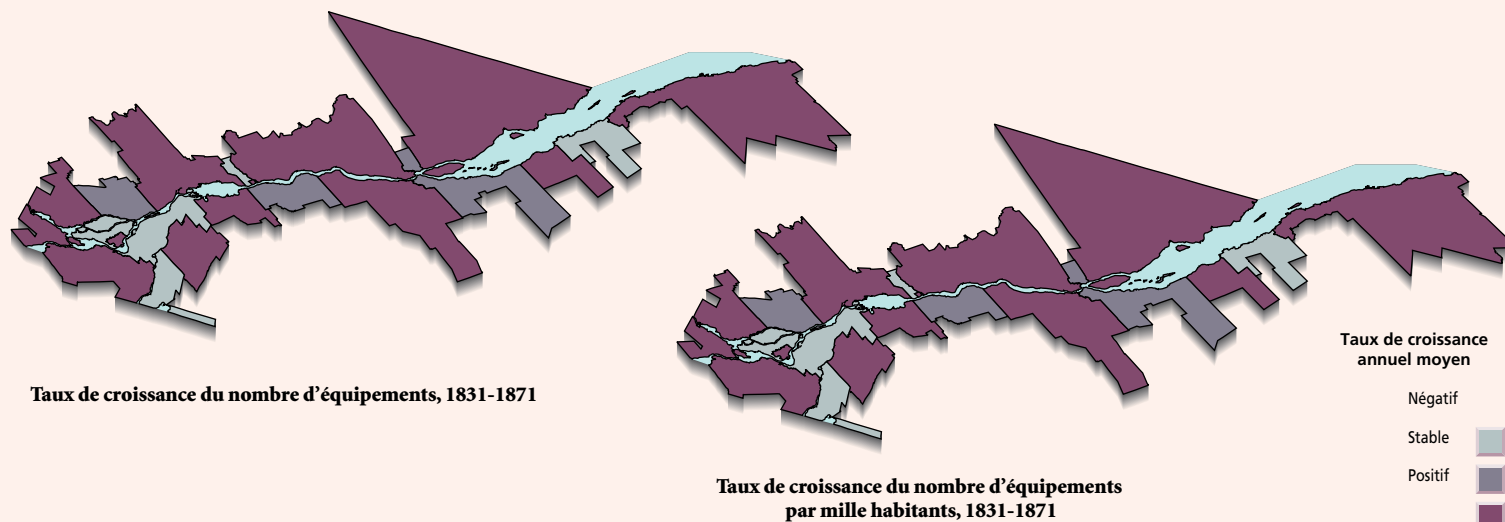 Taux de croissance du nombre d’équipements, 1831-1871
Taux de croissance du nombre d’équipements
par mille habitants, 1831-1871
Taux de croissance
annuel moyen
Négatif
Stable
Positif